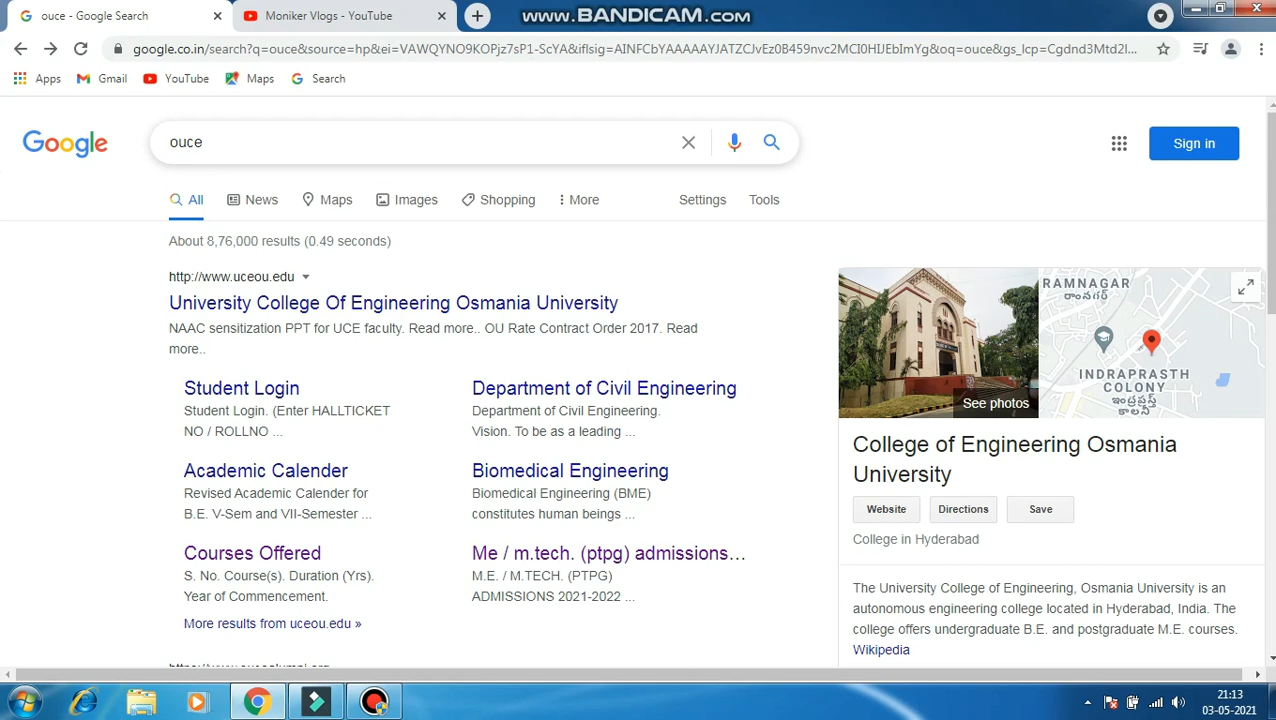 ouce - Google Search
Moniker Vlogs - YouTube
www.BANDICAM.com
google.co.in/search?q=ouce&source=hp&ei=VAWQYNO9KOPjz7sP1-ScYA&iflsig=AINFCbYAAAAAYJATZCJvEz0B459nvc2MCI0HIJEbImYg&oq=ouce&gs_lcp=Cgdnd3Mtd2l...
Apps
Gmail
YouTube
Maps
Search
Google
ouce
Sign in
All
News
Maps
Images
Shopping
More
Settings
Tools
About 8,76,000 results (0.49 seconds)
http://www.uceou.edu
University College Of Engineering Osmania University
NAAC sensitization PPT for UCE faculty. Read more.. OU Rate Contract Order 2017. Read
more..
Student Login
Student Login. (Enter HALLTICKET
NO / ROLLNO ...
Department of Civil Engineering
Department of Civil Engineering.
Vision. To be as a leading ...
Academic Calender
Revised Academic Calender for
B.E. V-Sem and VII-Semester ...
Biomedical Engineering
Biomedical Engineering (BME)
constitutes human beings ...
Courses Offered
S. No. Course(s). Duration (Yrs).
Year of Commencement.
Me / m.tech. (ptpg) admissions...
M.E. / M.TECH. (PTPG)
ADMISSIONS 2021-2022 ...
More results from uceou.edu »
RAMNAGAR
రాంనగర్
INDRAPRASTH
COLONY
ఇంద్రప్రస్థ
కాలనీ
See photos
College of Engineering Osmania
University
Website
Directions
Save
College in Hyderabad
The University College of Engineering, Osmania University is an
autonomous engineering college located in Hyderabad, India. The
college offers undergraduate B.E. and postgraduate M.E. courses.
Wikipedia
21:13
03-05-2021